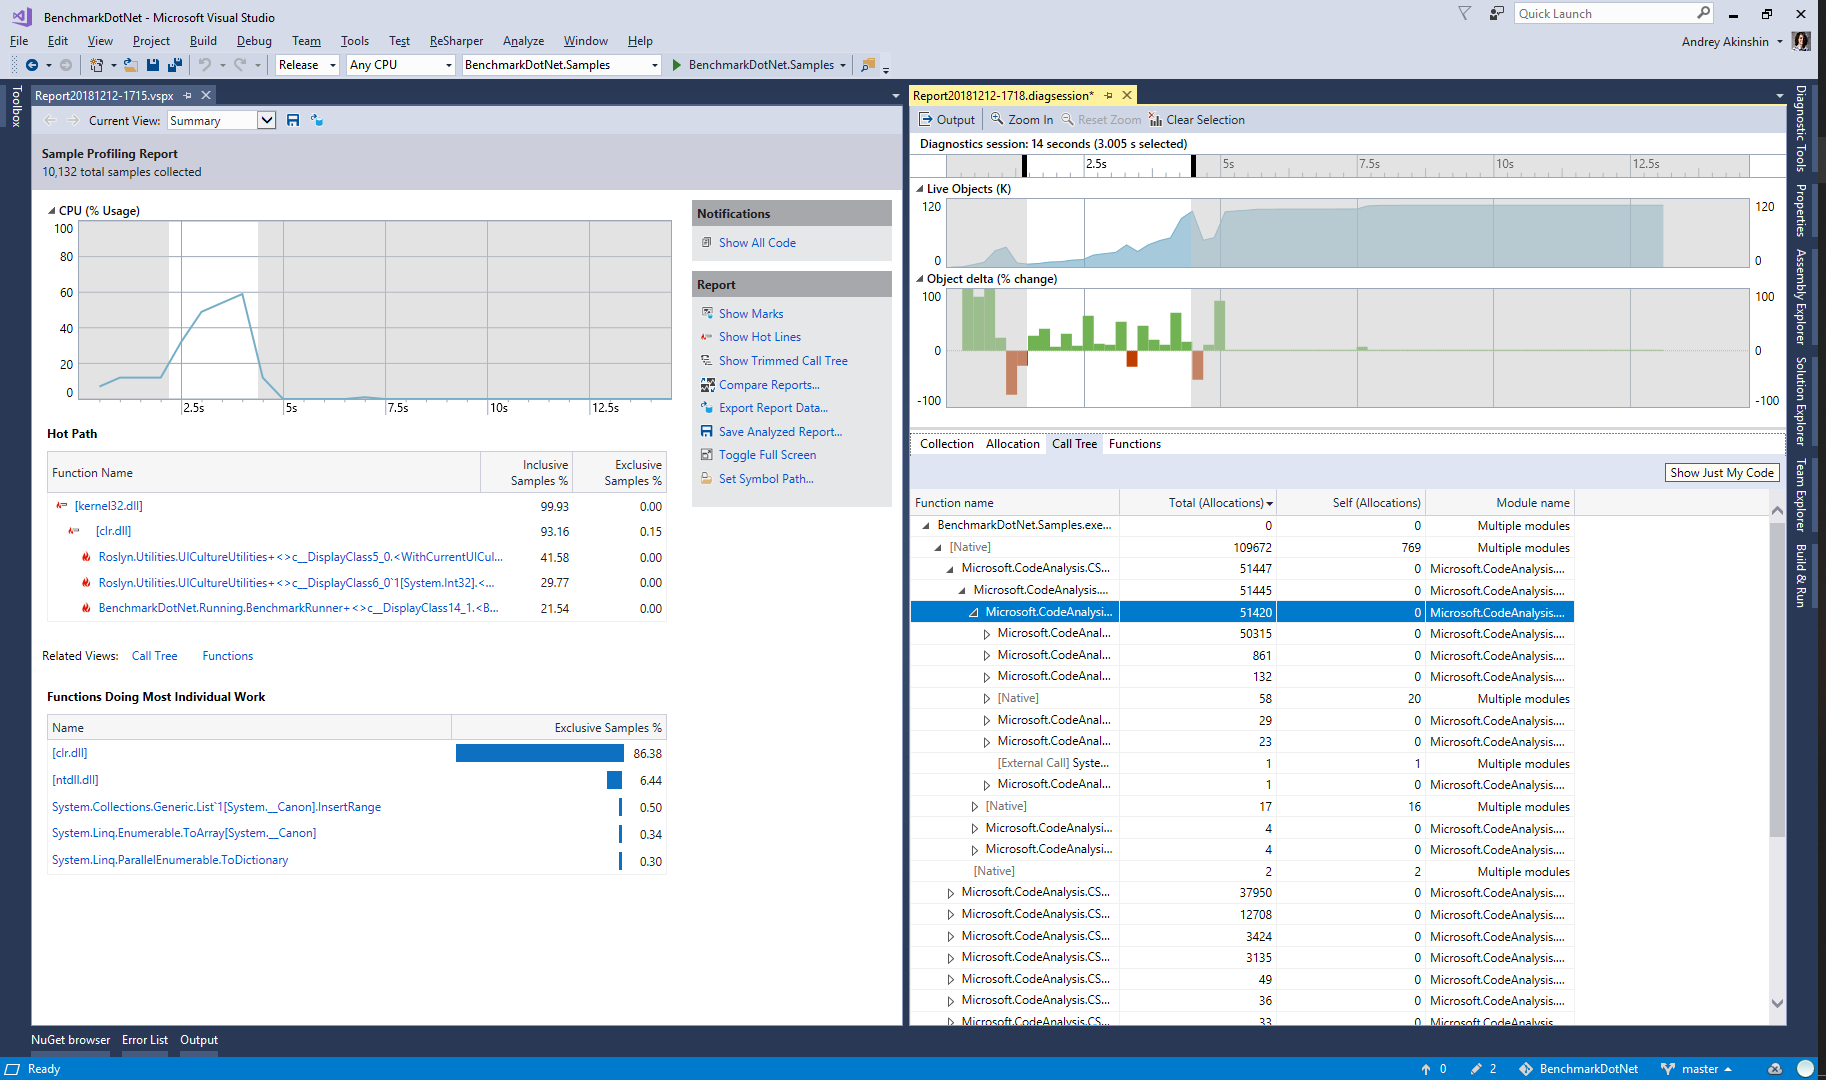 BenchmarkDotNet - Microsoft Visual Studio
Quick Launch
File Edit View Project Build Debug Team Tools Test ReSharper Analyze Window Help
Andrey Akinshin
Release Any CPU BenchmarkDotNet.Samples BenchmarkDotNet.Samples
Toolbox
Report20181212-1715.vspx
Current View: Summary
Sample Profiling Report
10,132 total samples collected
CPU (% Usage)
100
80
60
40
20
0
2.5s 5s 7.5s 10s 12.5s
Notifications
Show All Code
Report
Show Marks
Show Hot Lines
Show Trimmed Call Tree
Compare Reports...
Export Report Data...
Save Analyzed Report...
Toggle Full Screen
Set Symbol Path...
Hot Path
Function Name Inclusive Samples % Exclusive Samples %
[kernel32.dll] 99.93 0.00
[clr.dll] 93.16 0.15
Roslyn.Utilities.UICultureUtilities+<>c__DisplayClass5_0.<WithCurrentUICul... 41.58 0.00
Roslyn.Utilities.UICultureUtilities+<>c__DisplayClass6_0`1[System.Int32].<... 29.77 0.00
BenchmarkDotNet.Running.BenchmarkRunner+<>c__DisplayClass14_1.<B... 21.54 0.00
Related Views: Call Tree Functions
Functions Doing Most Individual Work
Name Exclusive Samples %
[clr.dll] 86.38
[ntdll.dll] 6.44
System.Collections.Generic.List`1[System.__Canon].InsertRange 0.50
System.Linq.Enumerable.ToArray[System.__Canon] 0.34
System.Linq.ParallelEnumerable.ToDictionary 0.30
Report20181212-1718.diagsession*
Output Zoom In Reset Zoom Clear Selection
Diagnostics session: 14 seconds (3.005 s selected)
2.5s 5s 7.5s 10s 12.5s
Live Objects (K)
120 120
0 0
Object delta (% change)
100 100
0 0
-100 -100
Collection Allocation Call Tree Functions
Show Just My Code
Function name Total (Allocations) Self (Allocations) Module name
BenchmarkDotNet.Samples.exe... 0 0 Multiple modules
[Native] 109672 769 Multiple modules
Microsoft.CodeAnalysis.CS... 51447 0 Microsoft.CodeAnalysis....
Microsoft.CodeAnalysis.... 51445 0 Microsoft.CodeAnalysis....
Microsoft.CodeAnalysi... 51420 0 Microsoft.CodeAnalysis....
Microsoft.CodeAnal... 50315 0 Microsoft.CodeAnalysis....
Microsoft.CodeAnal... 861 0 Microsoft.CodeAnalysis....
Microsoft.CodeAnal... 132 0 Microsoft.CodeAnalysis....
[Native] 58 20 Multiple modules
Microsoft.CodeAnal... 29 0 Microsoft.CodeAnalysis....
Microsoft.CodeAnal... 23 0 Microsoft.CodeAnalysis....
[External Call] Syste... 1 1 Multiple modules
Microsoft.CodeAnal... 1 0 Microsoft.CodeAnalysis....
[Native] 17 16 Multiple modules
Microsoft.CodeAnalysi... 4 0 Microsoft.CodeAnalysis....
Microsoft.CodeAnalysi... 4 0 Microsoft.CodeAnalysis....
[Native] 2 2 Multiple modules
Microsoft.CodeAnalysis.CS... 37950 0 Microsoft.CodeAnalysis....
Microsoft.CodeAnalysis.CS... 12708 0 Microsoft.CodeAnalysis....
Microsoft.CodeAnalysis.CS... 3424 0 Microsoft.CodeAnalysis....
Microsoft.CodeAnalysis.CS... 3135 0 Microsoft.CodeAnalysis....
Microsoft.CodeAnalysis.CS... 49 0 Microsoft.CodeAnalysis....
Microsoft.CodeAnalysis.CS... 36 0 Microsoft.CodeAnalysis....
Microsoft.CodeAnalysis.CS... 33 0 Microsoft.CodeAnalysis....
Diagnostic Tools
Properties
Assembly Explorer
Solution Explorer
Team Explorer
Build & Run
NuGet browser Error List Output
Ready
0 2 BenchmarkDotNet master